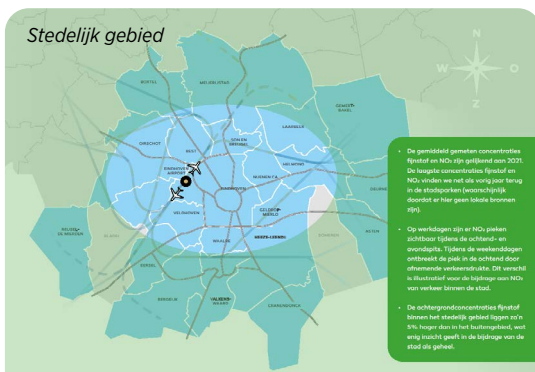 Stedelijk gebied
N
W
O
Z
BOXTEL
OIRSCHOT
BEST
SON EN
BREUGEL
LAARBEEK
GEMERT-
BAKEL
EINDHOVEN
AIRPORT
NUENEN C.A.
HELMOND
EINDHOVEN
VELDHOVEN
GELDROP-
MIERLO
WAALRE
HEEZE-LEENDE
ASTEN
EERSEL
BERGEIJK
VALKENS-
WAARD
CRANENDONCK
• De gemiddeld gemeten concentraties
fijnstof en NO₂ zijn gelijkend aan 2021.
De laagste concentraties fijnstof en
NO₂ vinden we net als vorig jaar terug
in de stadsparken (waarschijnlijk
doordat er hier geen lokale bronnen
zijn).
• Op werkdagen zijn er NO₂ pieken
zichtbaar tijdens de ochtend- en
avondspits. Tijdens de weekenddagen
ontbreekt de piek in de ochtend door
afnemende verkeersdrukte. Dit verschil
is illustratief voor de bijdrage aan NO₂
van verkeer binnen de stad.
• De achtergrondconcentraties fijnstof
binnen het stedelijk gebied liggen zo'n
5% hoger dan in het buitengebied, wat
enig inzicht geeft in de bijdrage van de
stad als geheel.